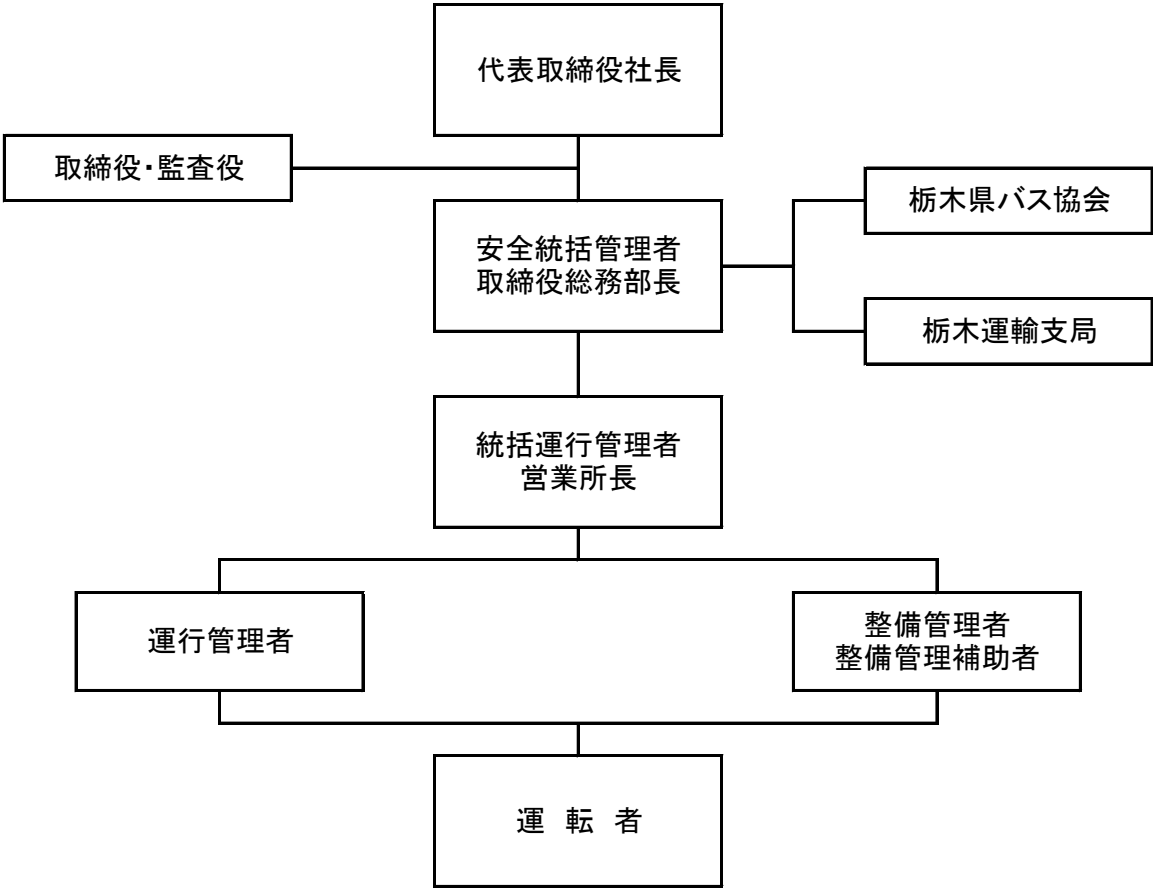 代表取締役社長
取締役・監査役
栃木県バス協会
安全統括管理者
取締役総務部長
栃木運輸支局
統括運行管理者
営業所長
運行管理者
整備管理者
整備管理補助者
運 転 者